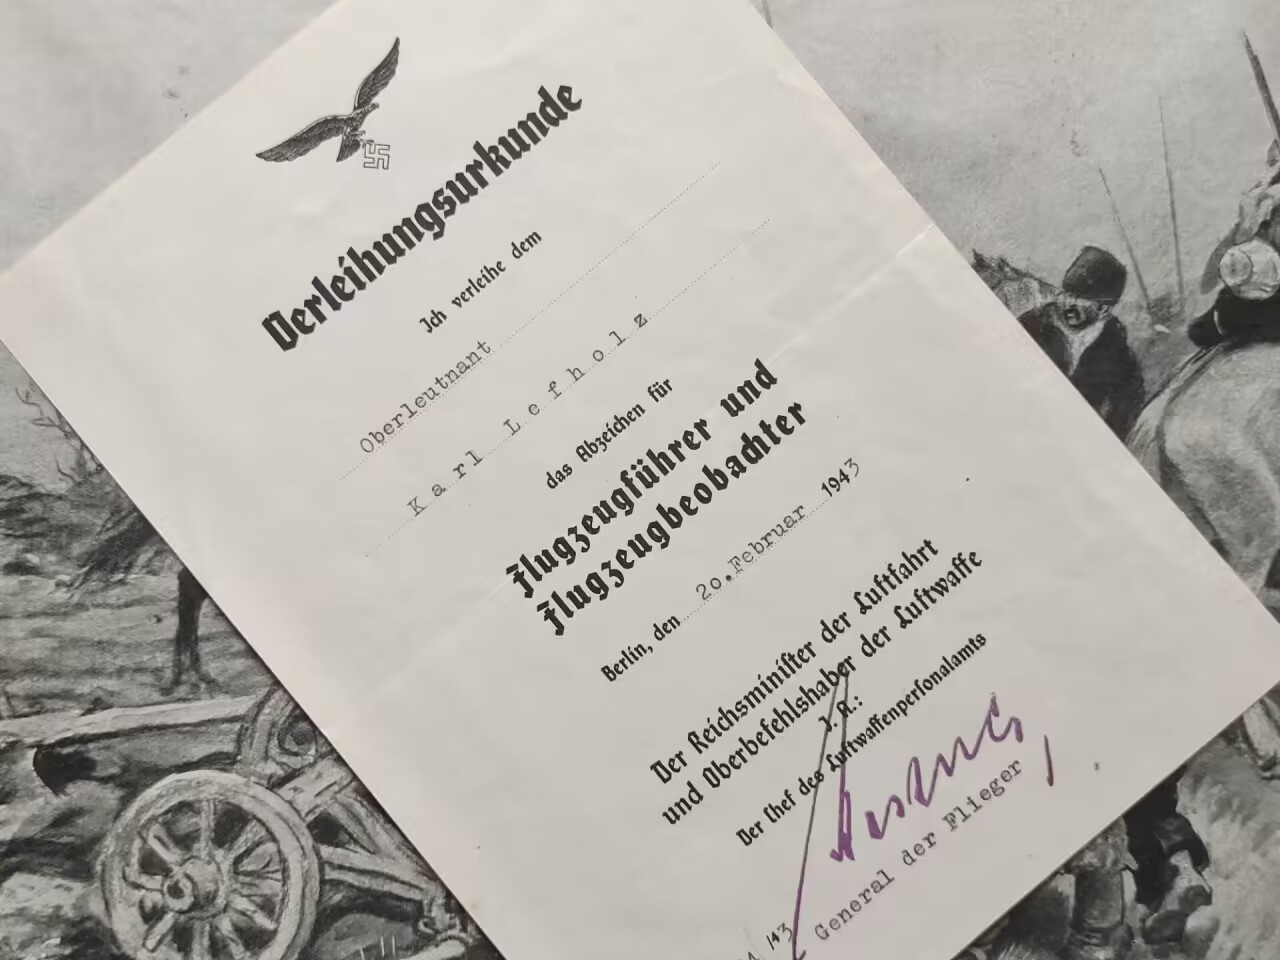 Verleihungsurkunde
Ich verleihe dem
Oberleutnant
Karl Lefholz
das Abzeichen für
Flugzeugführer und
Flugzeugbeobachter
Berlin, den 20.Februar 1943
Der Reichsminister der Luftfahrt
und Oberbefehlshaber der Luftwaffe
J. A.:
Der Chef des Luftwaffenpersonalamts
General der Flieger
/43